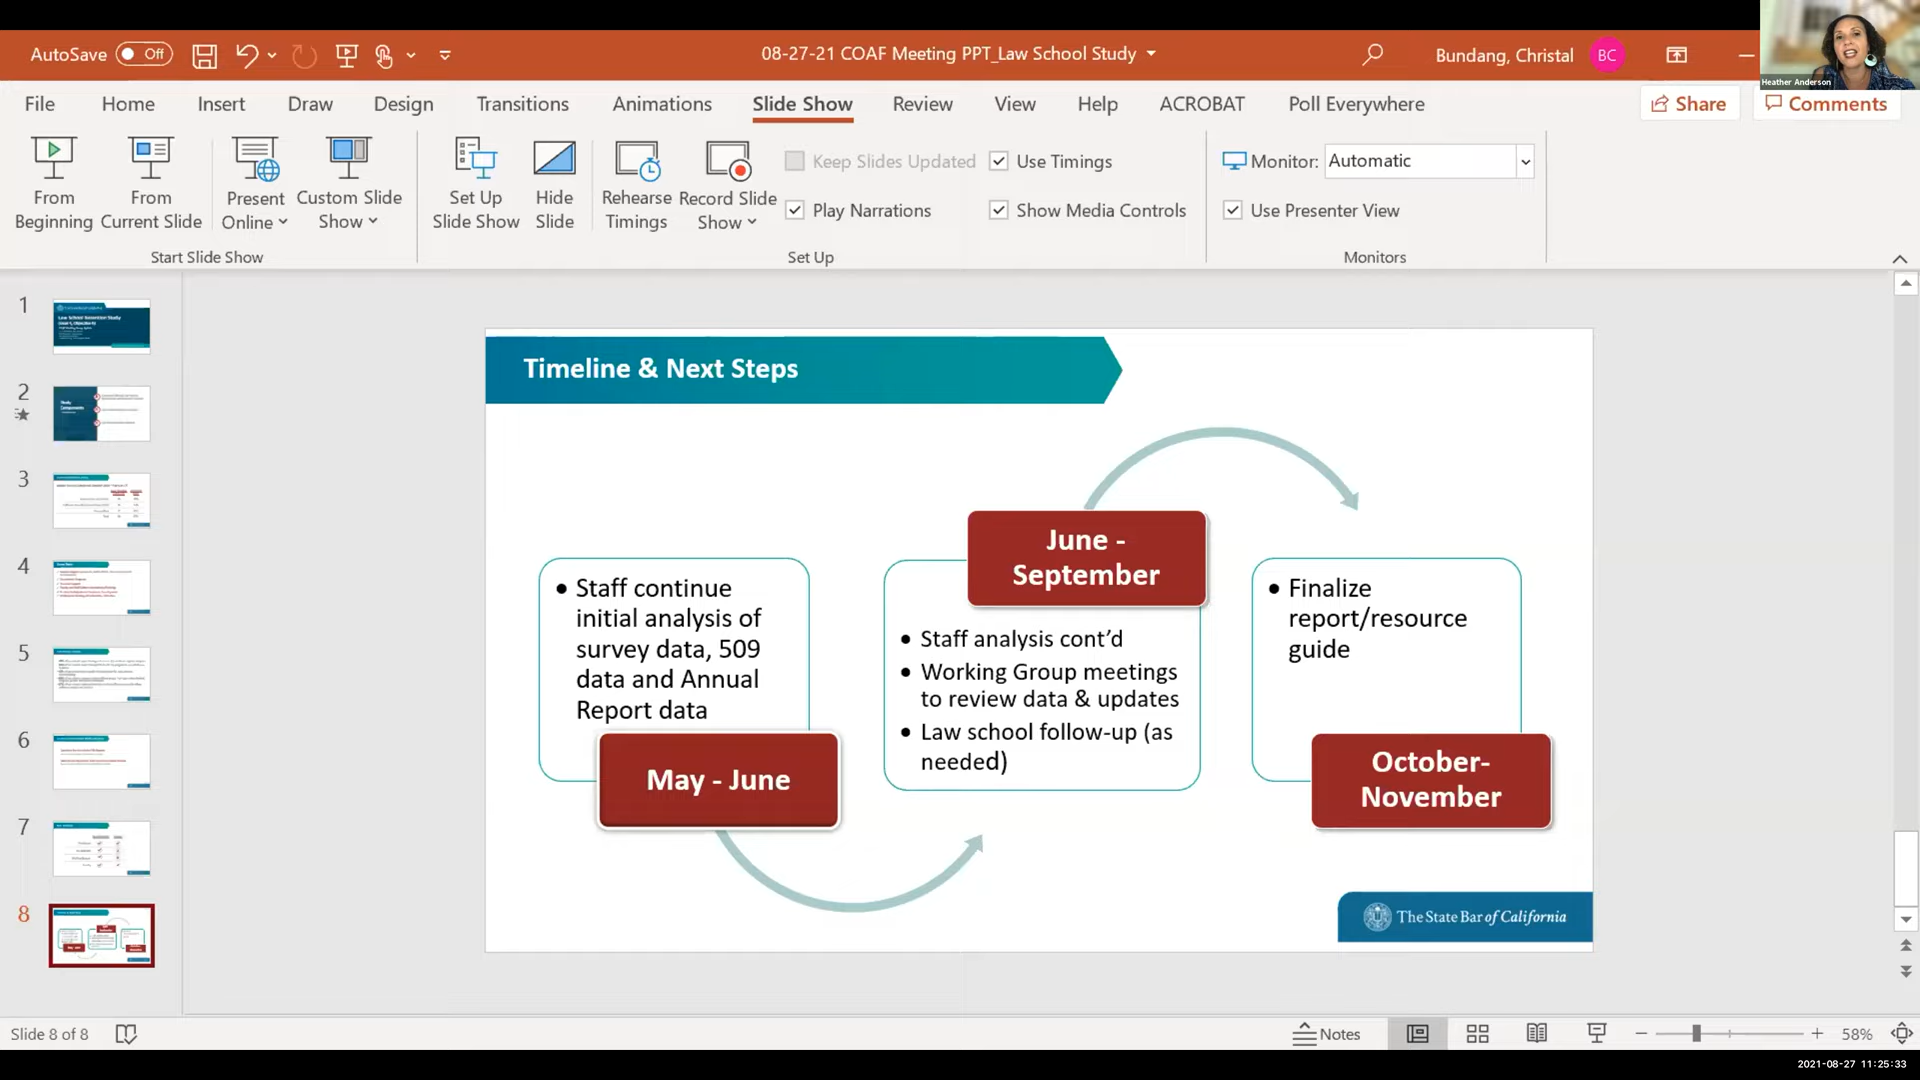 AutoSave Off
08-27-21 COAF Meeting PPT_Law School Study
Bundang, Christal
BC
Heather Anderson
File Home Insert Draw Design Transitions Animations Slide Show Review View Help ACROBAT Poll Everywhere
Share
Comments
From Beginning
From Current Slide
Present Online
Custom Slide Show
Start Slide Show
Set Up Slide Show
Hide Slide
Rehearse Timings
Record Slide Show
Keep Slides Updated
Play Narrations
Use Timings
Show Media Controls
Set Up
Monitor: Automatic
Use Presenter View
Monitors
1
2
3
4
5
6
7
8
Timeline & Next Steps
• Staff continue
initial analysis of
survey data, 509
data and Annual
Report data
May - June
June -
September
• Staff analysis cont’d
• Working Group meetings
to review data & updates
• Law school follow-up (as
needed)
• Finalize
report/resource
guide
October-
November
The State Bar of California
Slide 8 of 8
Notes
58%
2021-08-27 11:25:33